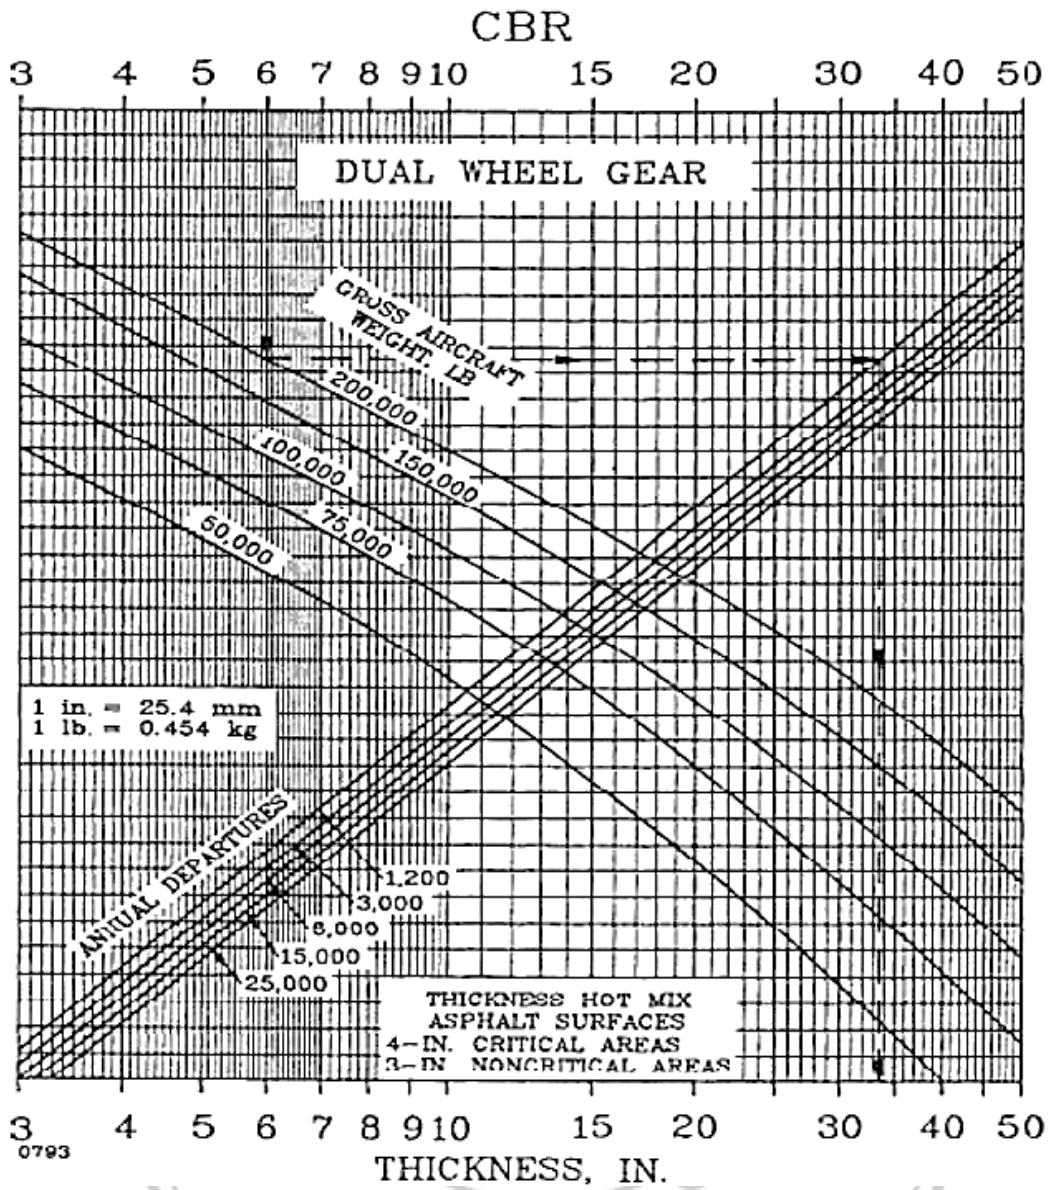 CBR
3 4 5 6 7 8 9 10 15 20 30 40 50
DUAL WHEEL GEAR
GROSS AIRCRAFT
WEIGHT, LB
200,000
150,000
100,000
75,000
50,000
1 in. = 25.4 mm
1 lb. = 0.454 kg
ANNUAL DEPARTURES
1,200
3,000
6,000
15,000
25,000
THICKNESS HOT MIX
ASPHALT SURFACES
4-IN. CRITICAL AREAS
3-IN. NONCRITICAL AREAS
3 4 5 6 7 8 9 10 15 20 30 40 50
0793
THICKNESS, IN.